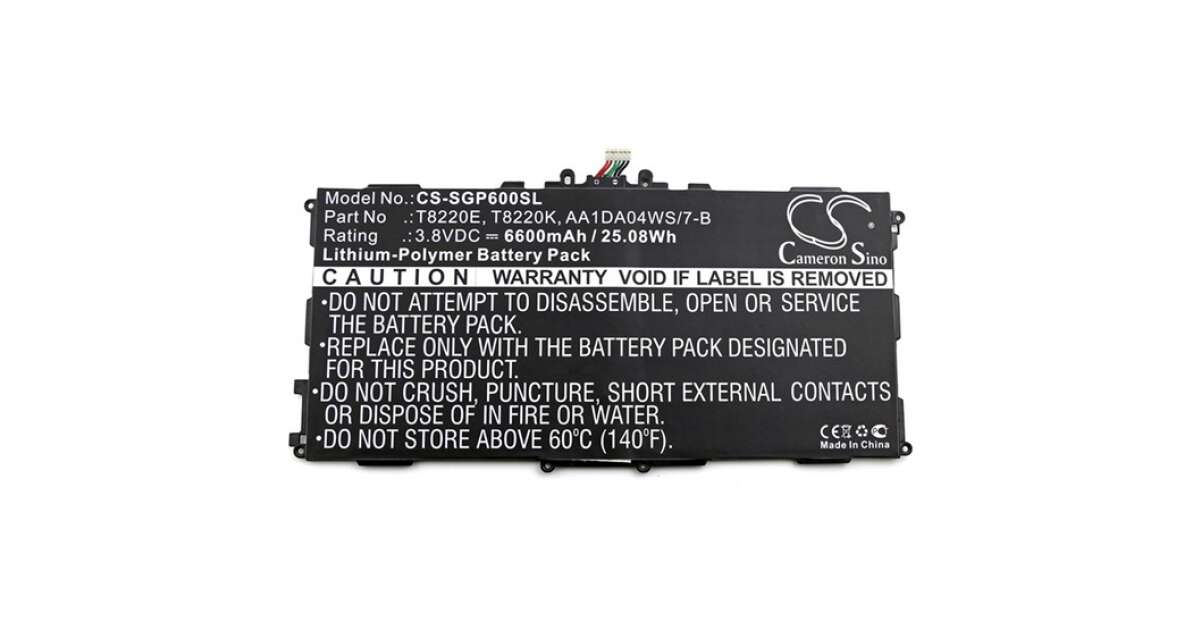 Model No.:CS-SGP600SL
Part No .:T8220E, T8220K, AA1DA04WS/7-B
Rating .:3.8VDC ⎓ 6600mAh / 25.08Wh
Lithium-Polymer Battery Pack
CS®
Cameron Sino
CAUTION WARRANTY VOID IF LABEL IS REMOVED
•DO NOT ATTEMPT TO DISASSEMBLE, OPEN OR SERVICE
THE BATTERY PACK.
•REPLACE ONLY WITH THE BATTERY PACK DESIGNATED
FOR THIS PRODUCT.
•DO NOT CRUSH, PUNCTURE, SHORT EXTERNAL CONTACTS
OR DISPOSE OF IN FIRE OR WATER.
•DO NOT STORE ABOVE 60°C (140°F).
CE
Made In China